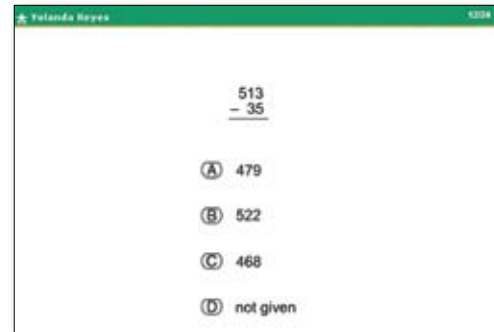 Yolanda Reyes
513
− 35
A 479
B 522
C 468
D not given